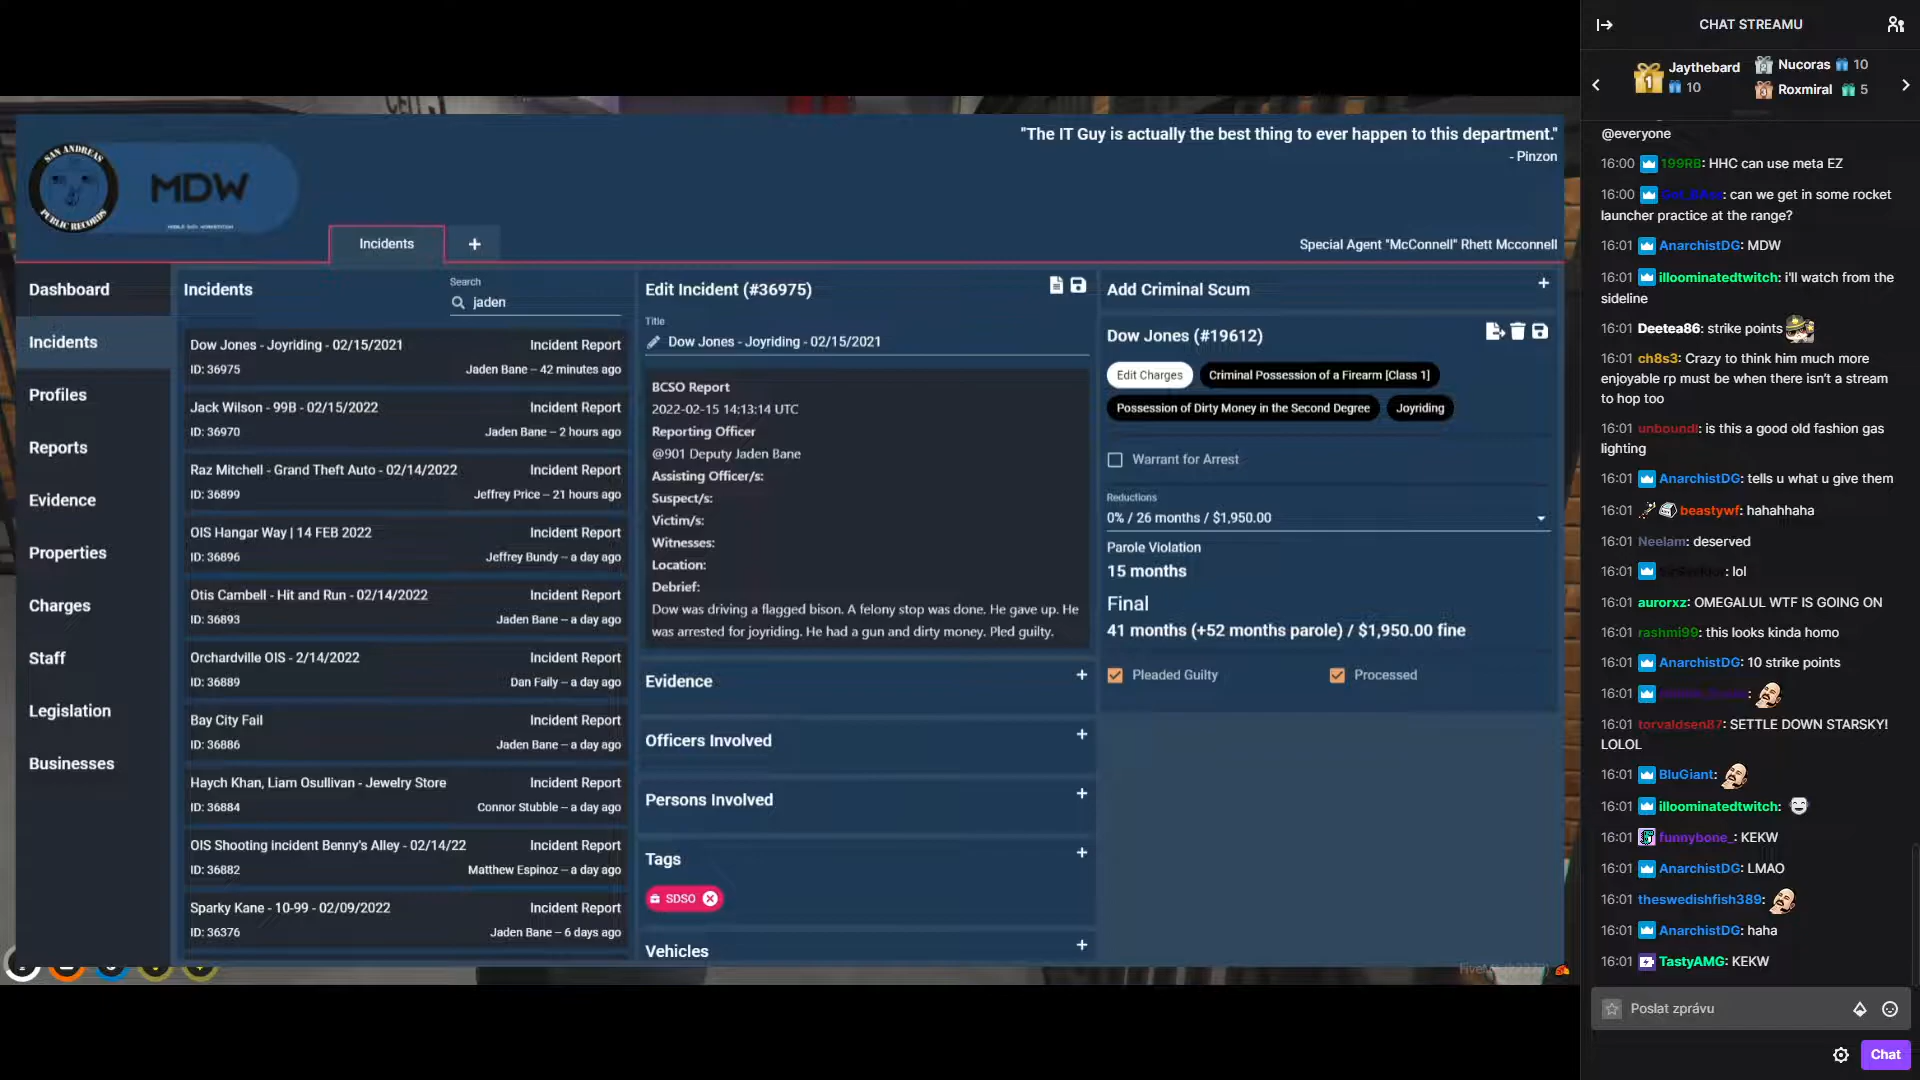 "The IT Guy is actually the best thing to ever happen to this department."
- Pinzon
SAN ANDREAS
PUBLIC RECORDS
MDW
MOBILE DATA WORKSTATION
Incidents
+
Special Agent "McConnell" Rhett Mcconnell
Dashboard
Incidents
Profiles
Reports
Evidence
Properties
Charges
Staff
Legislation
Businesses
Incidents
Search
jaden
Dow Jones - Joyriding - 02/15/2021 Incident Report
ID: 36975 Jaden Bane – 42 minutes ago
Jack Wilson - 99B - 02/15/2022 Incident Report
ID: 36970 Jaden Bane – 2 hours ago
Raz Mitchell - Grand Theft Auto - 02/14/2022 Incident Report
ID: 36899 Jeffrey Price – 21 hours ago
OIS Hangar Way | 14 FEB 2022 Incident Report
ID: 36896 Jeffrey Bundy – a day ago
Otis Cambell - Hit and Run - 02/14/2022 Incident Report
ID: 36893 Jaden Bane – a day ago
Orchardville OIS - 2/14/2022 Incident Report
ID: 36889 Dan Faily – a day ago
Bay City Fail Incident Report
ID: 36886 Jaden Bane – a day ago
Haych Khan, Liam Osullivan - Jewelry Store Incident Report
ID: 36884 Connor Stubble – a day ago
OIS Shooting incident Benny's Alley - 02/14/22 Incident Report
ID: 36882 Matthew Espinoz – a day ago
Sparky Kane - 10-99 - 02/09/2022 Incident Report
ID: 36376 Jaden Bane – 6 days ago
Edit Incident (#36975)
Title
Dow Jones - Joyriding - 02/15/2021
BCSO Report
2022-02-15 14:13:14 UTC
Reporting Officer
@901 Deputy Jaden Bane
Assisting Officer/s:
Suspect/s:
Victim/s:
Witnesses:
Location:
Debrief:
Dow was driving a flagged bison. A felony stop was done. He gave up. He
was arrested for joyriding. He had a gun and dirty money. Pled guilty.
Evidence +
Officers Involved +
Persons Involved +
Tags +
SDSO
Vehicles +
Add Criminal Scum +
Dow Jones (#19612)
Edit Charges Criminal Possession of a Firearm [Class 1]
Possession of Dirty Money in the Second Degree Joyriding
Warrant for Arrest
Reductions
0% / 26 months / $1,950.00
Parole Violation
15 months
Final
41 months (+52 months parole) / $1,950.00 fine
Pleaded Guilty Processed
CHAT STREAMU
1 Jaythebard 10
Nucoras 10
Roxmiral 5
@everyone
16:00 199RB: HHC can use meta EZ
16:00 : can we get in some rocket
launcher practice at the range?
16:01 AnarchistDG: MDW
16:01 illoominatedtwitch: i'll watch from the
sideline
16:01 Deetea86: strike points
16:01 ch8s3: Crazy to think him much more
enjoyable rp must be when there isn't a stream
to hop too
16:01 unboundl: is this a good old fashion gas
lighting
16:01 AnarchistDG: tells u what u give them
16:01 beastywf: hahahhaha
16:01 Neelam: deserved
16:01 : lol
16:01 aurorxz: OMEGALUL WTF IS GOING ON
16:01 rashmi99: this looks kinda homo
16:01 AnarchistDG: 10 strike points
16:01 :
16:01 torvaldsen87: SETTLE DOWN STARSKY!
LOLOL
16:01 BluGiant:
16:01 illoominatedtwitch:
16:01 funnybone_: KEKW
16:01 AnarchistDG: LMAO
16:01 theswedishfish389:
16:01 AnarchistDG: haha
16:01 TastyAMG: KEKW
Poslat zprávu
Chat